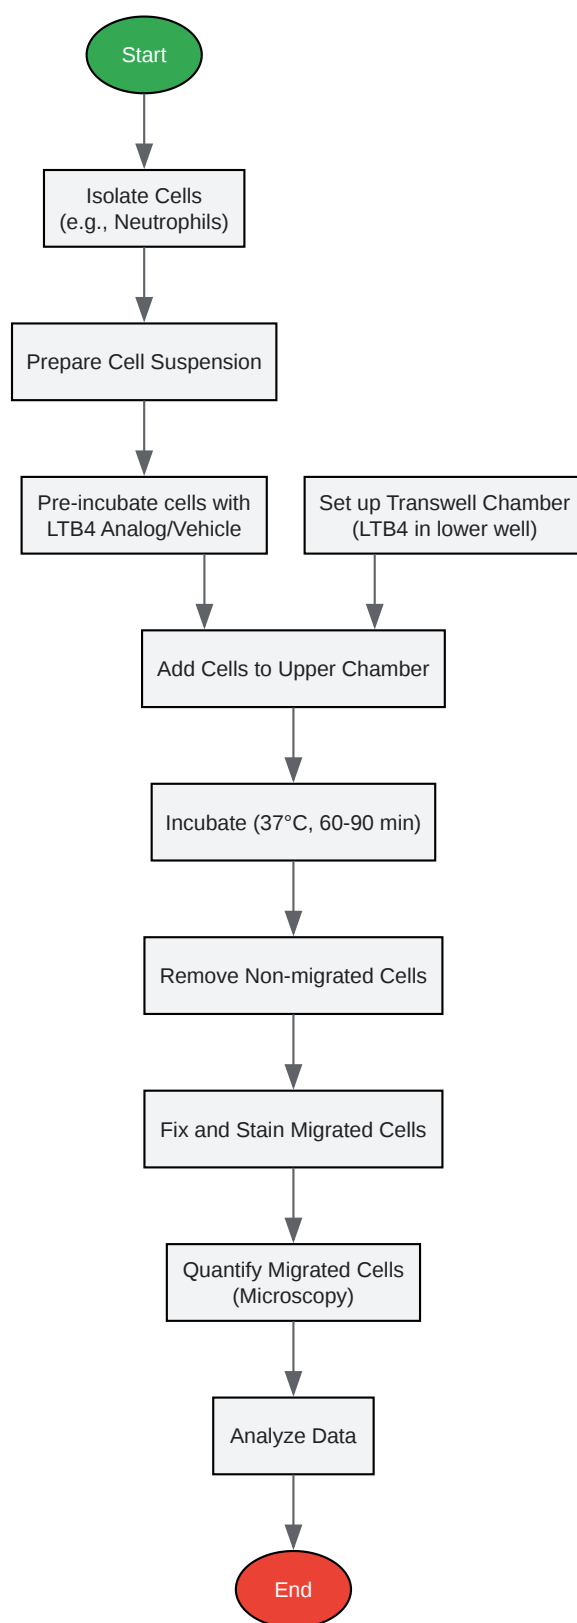 Start
Isolate Cells
(e.g., Neutrophils)
Prepare Cell Suspension
Pre-incubate cells with
LTB4 Analog/Vehicle
Set up Transwell Chamber
(LTB4 in lower well)
Add Cells to Upper Chamber
Incubate (37°C, 60-90 min)
Remove Non-migrated Cells
Fix and Stain Migrated Cells
Quantify Migrated Cells
(Microscopy)
Analyze Data
End